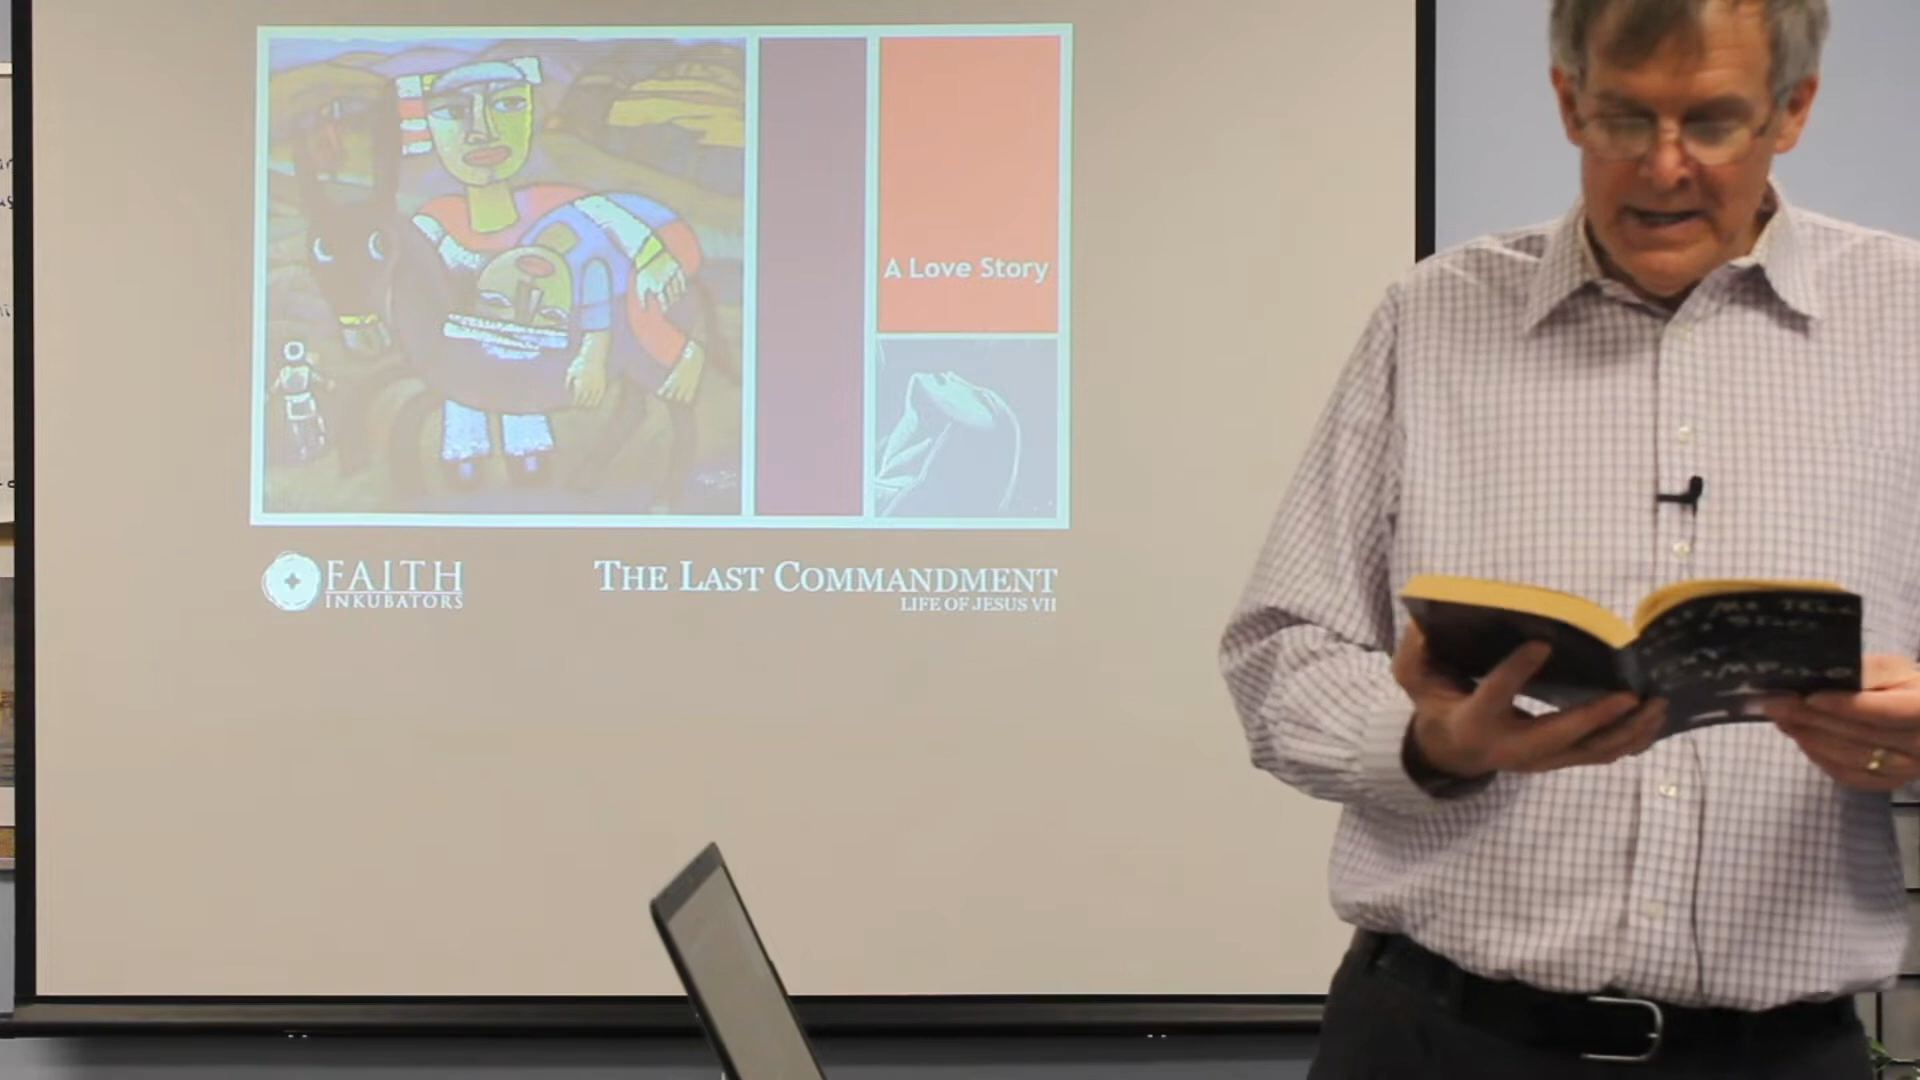 A Love Story
FAITH
INKUBATORS
THE LAST COMMANDMENT
LIFE OF JESUS VII